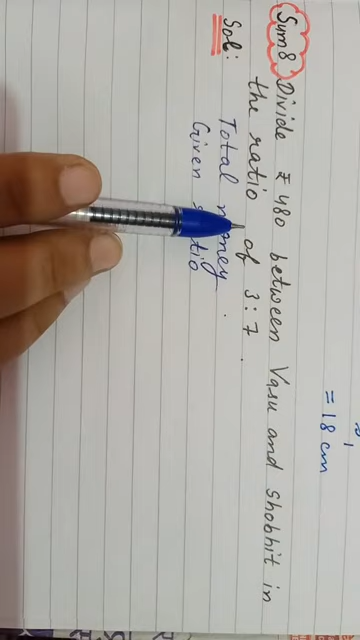 = 18 cm
Sum 8 Divide ₹ 480 between Vasu and Shobhit in
the ratio of 3 : 7.
Sol: Total money
Given